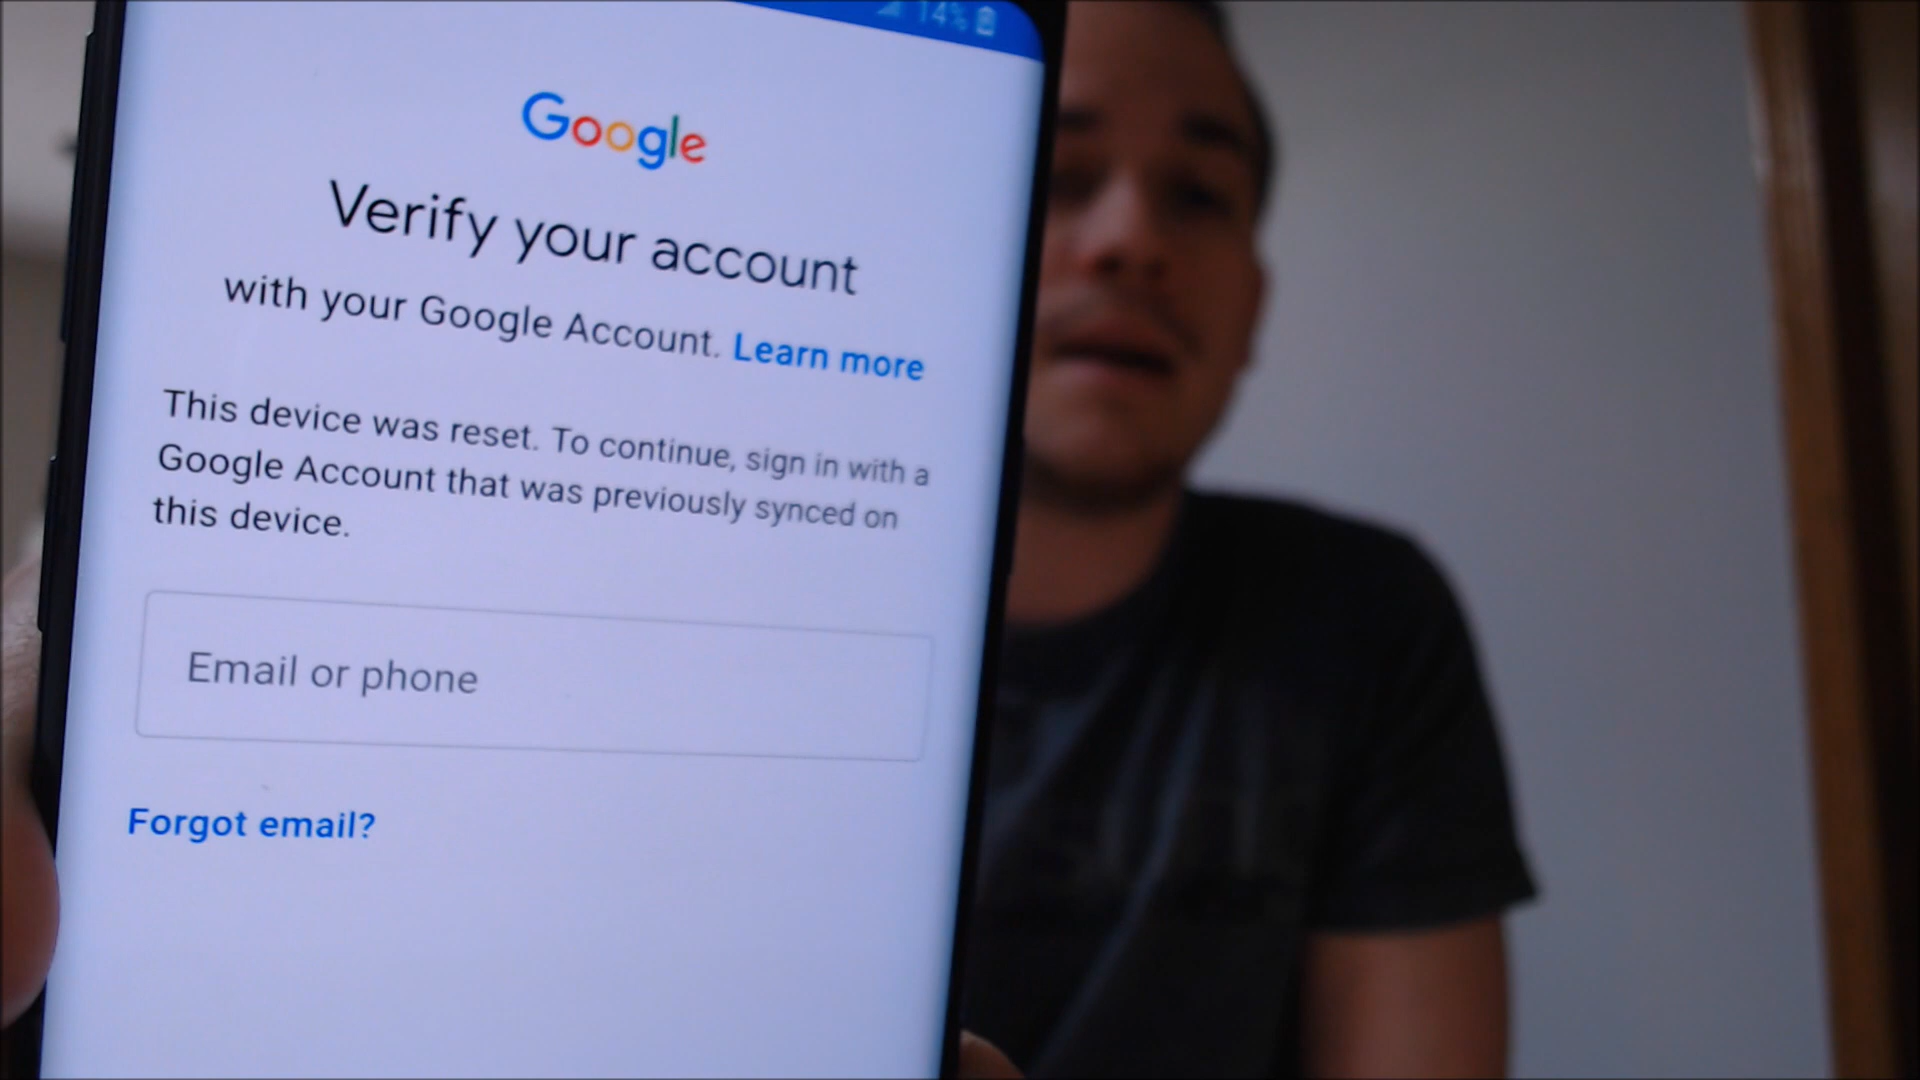 14%
Google
Verify your account
with your Google Account. Learn more
This device was reset. To continue, sign in with a
Google Account that was previously synced on
this device.
Email or phone
Forgot email?